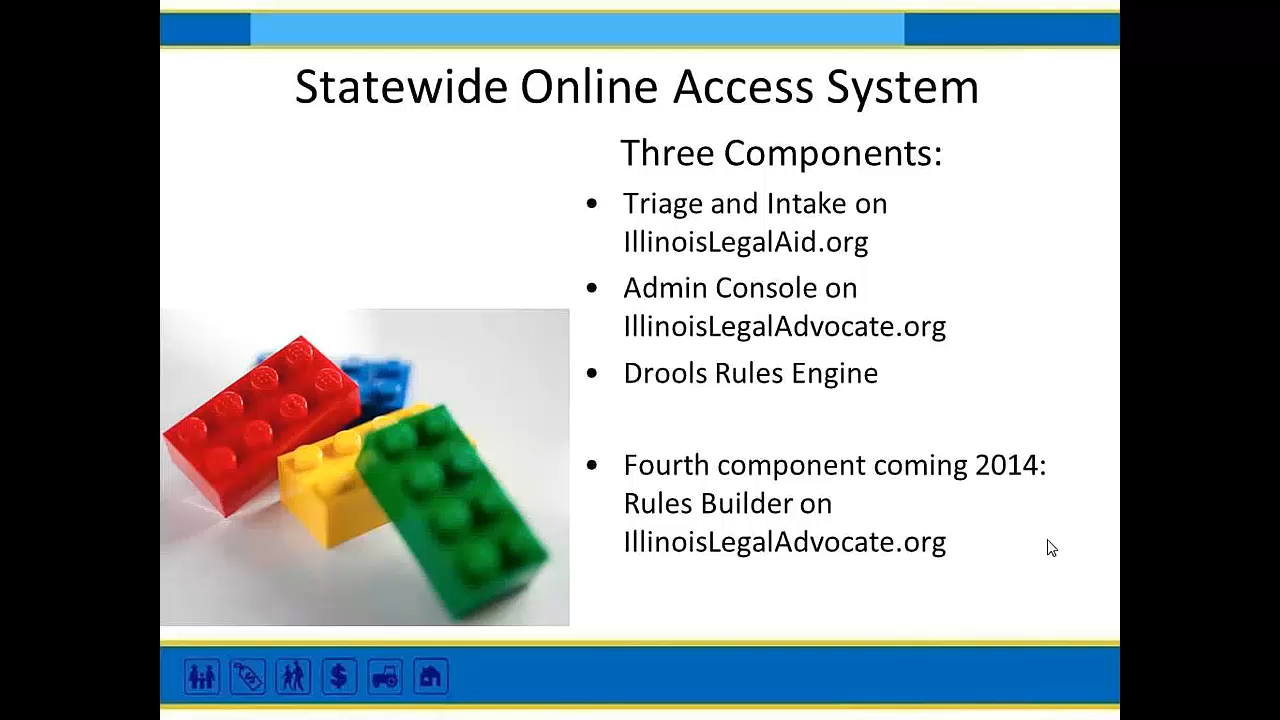 Statewide Online Access System
Three Components:
• Triage and Intake on
IllinoisLegalAid.org
• Admin Console on
IllinoisLegalAdvocate.org
• Drools Rules Engine
• Fourth component coming 2014:
Rules Builder on
IllinoisLegalAdvocate.org
$